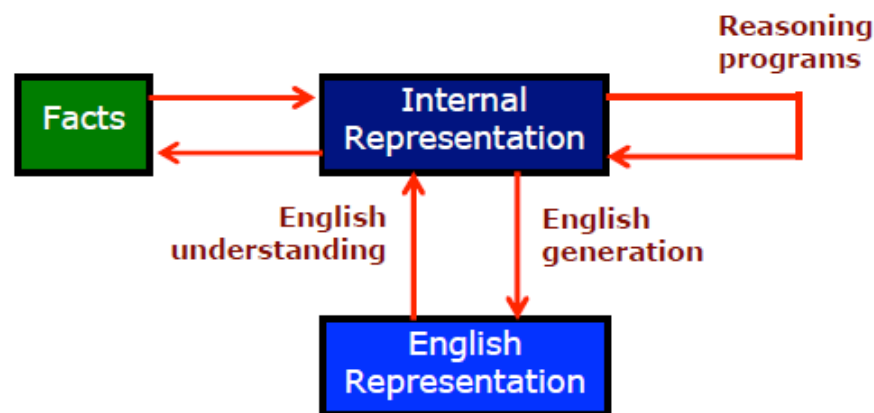 Reasoning
programs
Facts
Internal
Representation
English
understanding
English
generation
English
Representation